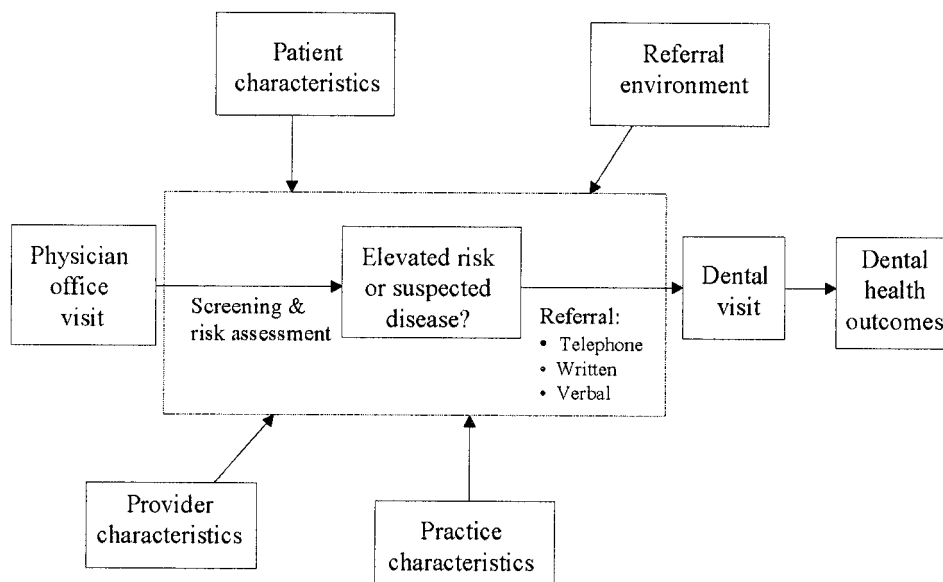 Patient
characteristics
Referral
environment
Physician
office
visit
Screening &
risk assessment
Elevated risk
or suspected
disease?
Referral:
• Telephone
• Written
• Verbal
Dental
visit
Dental
health
outcomes
Provider
characteristics
Practice
characteristics